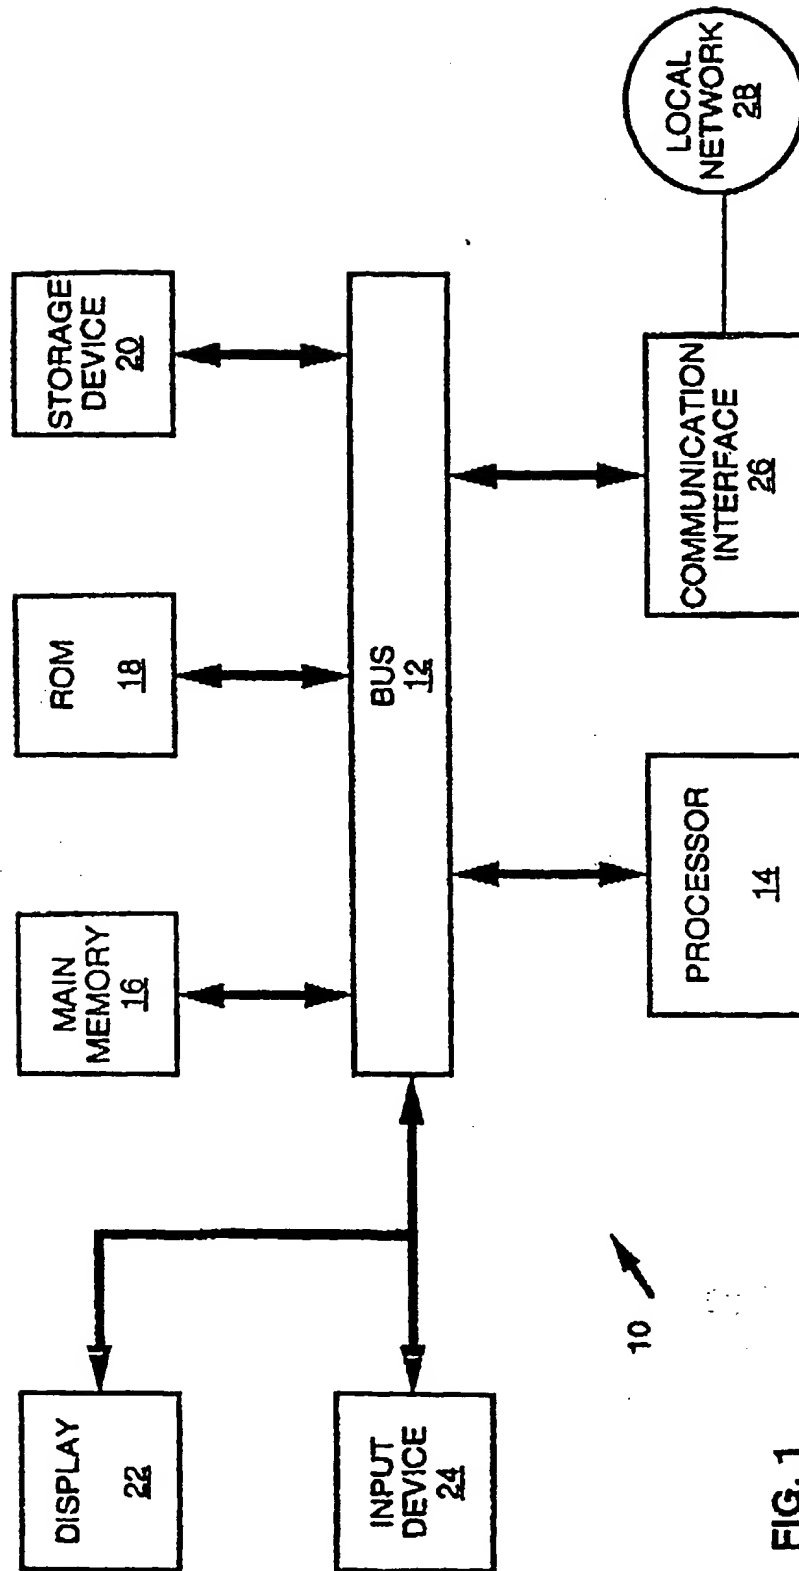 DISPLAY
22
INPUT
DEVICE
24
MAIN
MEMORY
16
ROM
18
STORAGE
DEVICE
20
BUS
12
PROCESSOR
14
COMMUNICATION
INTERFACE
26
LOCAL
NETWORK
28
10
FIG. 1